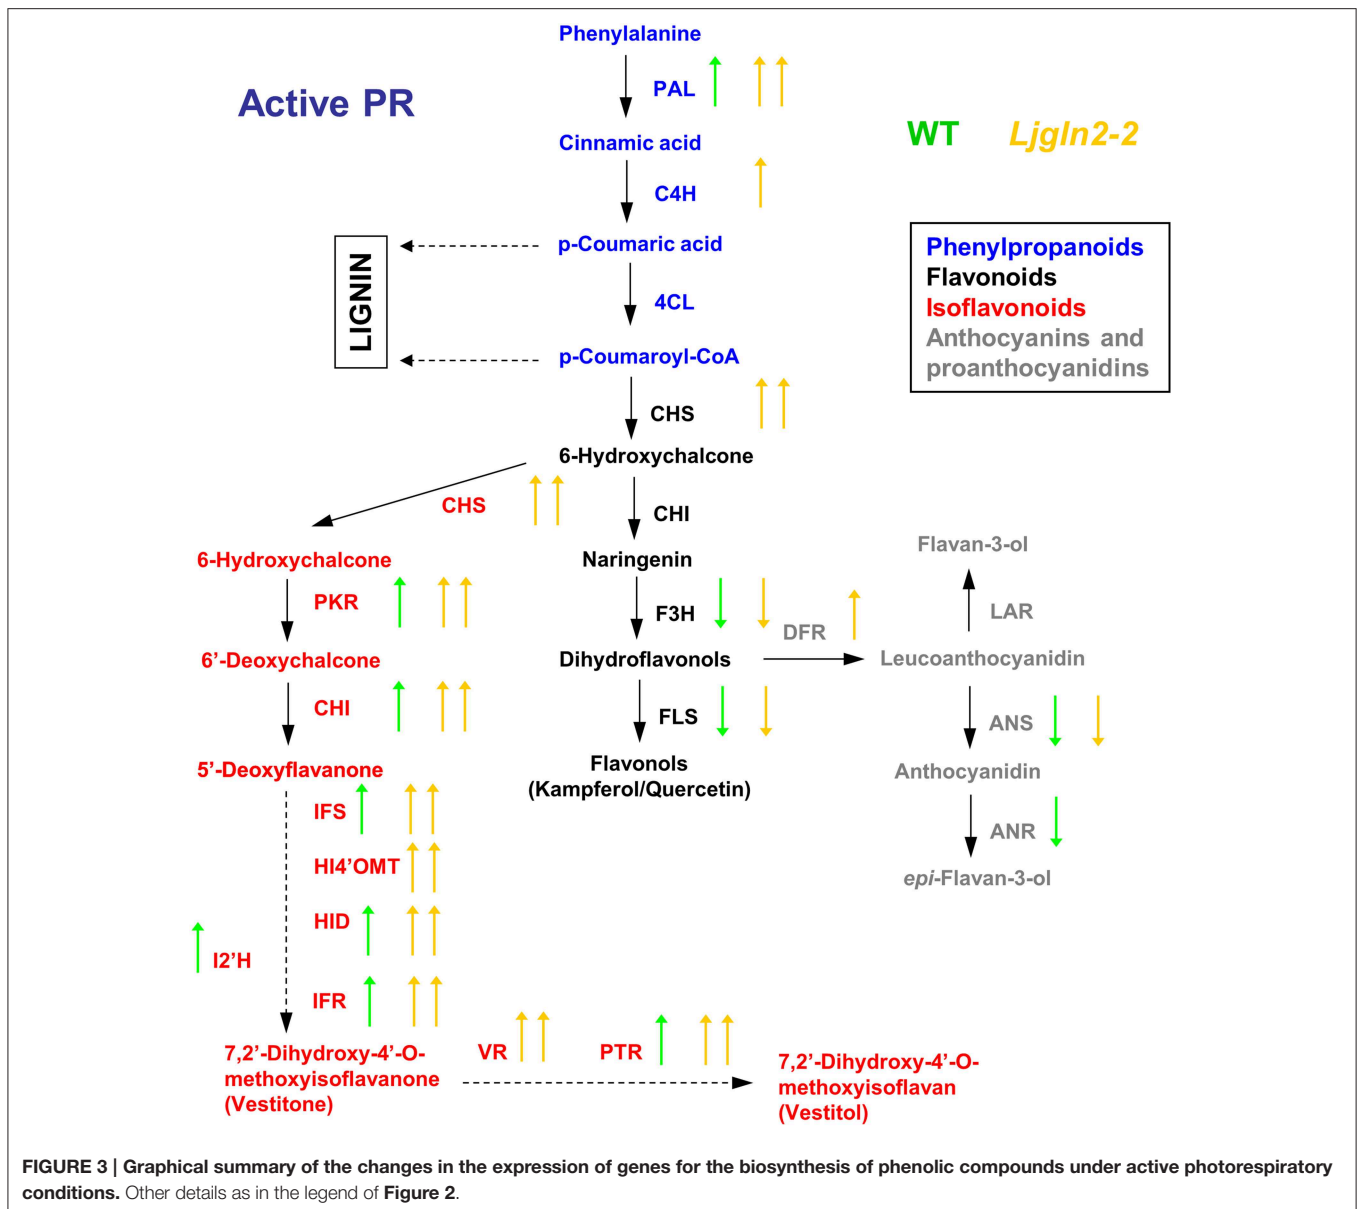 Phenylalanine
Active PR
PAL
WT Ljgln2-2
Cinnamic acid
C4H
p-Coumaric acid
LIGNIN
4CL
p-Coumaroyl-CoA
Phenylpropanoids
Flavonoids
Isoflavonoids
Anthocyanins and
proanthocyanidins
CHS
6-Hydroxychalcone
CHS
CHI
6-Hydroxychalcone
Naringenin
Flavan-3-ol
PKR
F3H
DFR
LAR
6’-Deoxychalcone
Dihydroflavonols
Leucoanthocyanidin
CHI
FLS
ANS
5’-Deoxyflavanone
Flavonols
(Kampferol/Quercetin)
Anthocyanidin
IFS
ANR
HI4’OMT
epi-Flavan-3-ol
HID
I2’H
IFR
7,2’-Dihydroxy-4’-O-
methoxyisoflavanone
(Vestitone)
VR
PTR
7,2’-Dihydroxy-4’-O-
methoxyisoflavan
(Vestitol)
FIGURE 3 | Graphical summary of the changes in the expression of genes for the biosynthesis of phenolic compounds under active photorespiratory
conditions. Other details as in the legend of Figure 2.